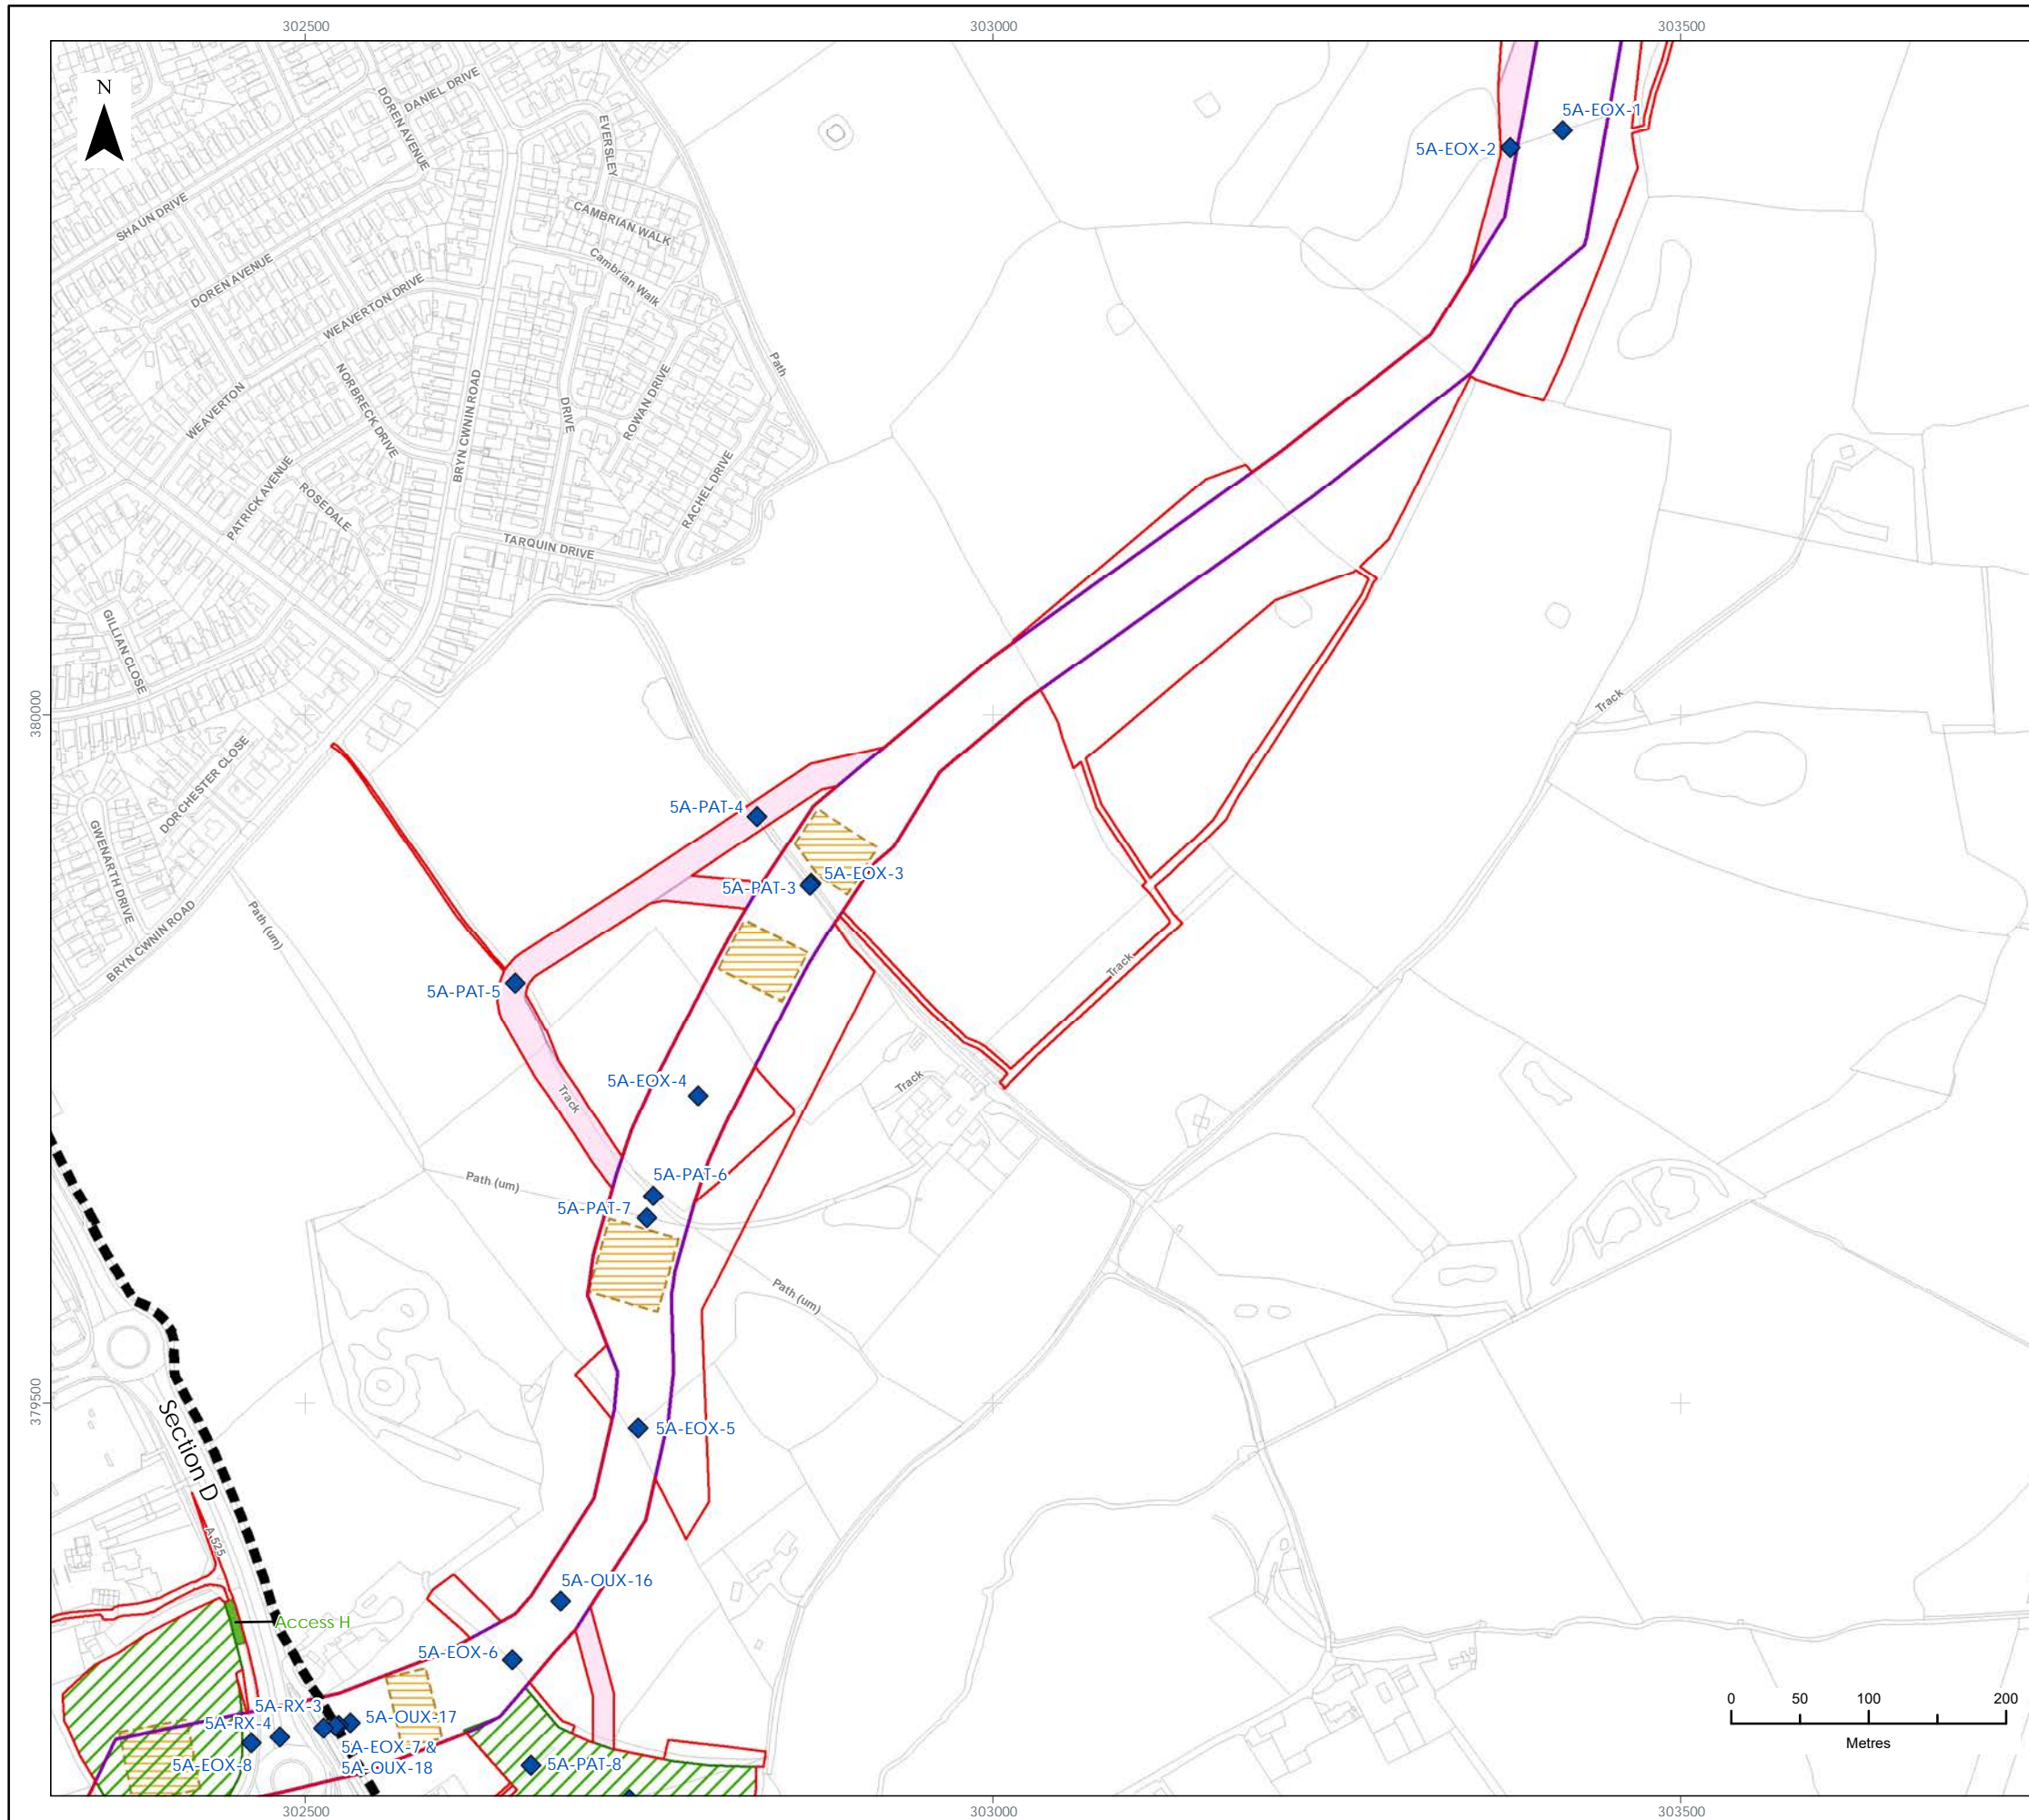 302500
303000
303500
N
DANIEL DRIVE
DOREN AVENUE
EVERSLEY
5A-EOX-1
5A-EOX-2
SHAUN DRIVE
CAMBRIAN WALK
Cambrian Walk
DOREN AVENUE
WEAVERTON DRIVE
Path
NORBRECK DRIVE
BRYN CWNIN ROAD
DRIVE
ROWAN DRIVE
WEAVERTON
RACHEL DRIVE
PATRICK AVENUE
ROSEDALE
TARQUIN DRIVE
GILLIAN CLOSE
380000
Track
DORCHESTER CLOSE
5A-PAT-4
GWENARTH DRIVE
5A-EOX-3
5A-PAT-3
BRYN CWNIN ROAD
Path (um)
Track
5A-PAT-5
5A-EOX-4
Track
Track
5A-PAT-6
Path (um)
5A-PAT-7
Path (um)
379500
Section D
5A-EOX-5
A 525
5A-OUX-16
Access H
5A-EOX-6
5A-RX-3
5A-RX-4
5A-OUX-17
5A-EOX-7 &
5A-OUX-18
5A-EOX-8
5A-PAT-8
0 50 100 200
Metres
302500
303000
303500